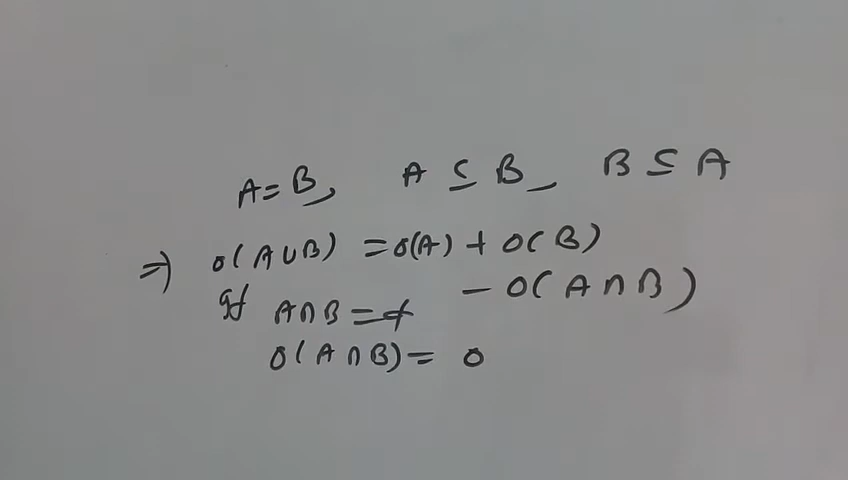 A = B, A ⊆ B, B ⊆ A
⇒ o(A ∪ B) = o(A) + o(B)
- o(A ∩ B)
If A ∩ B = ϕ
o(A ∩ B) = 0